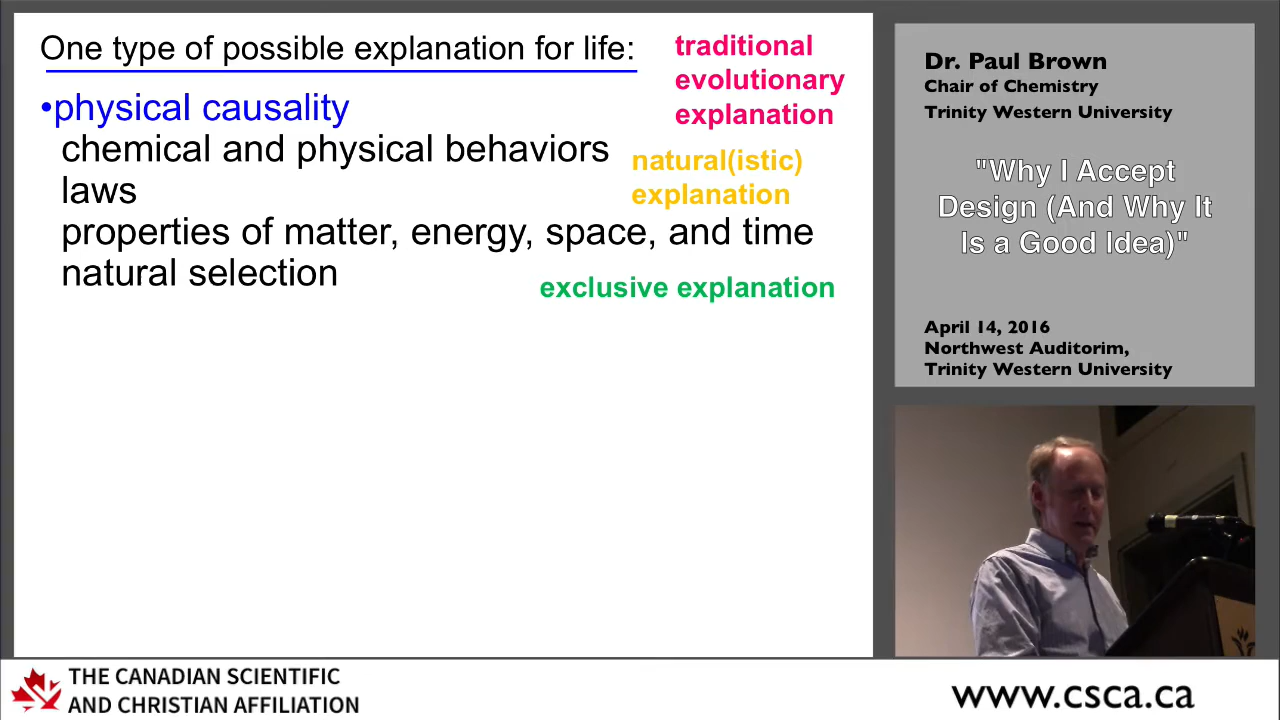 One type of possible explanation for life:
•physical causality
chemical and physical behaviors
laws
properties of matter, energy, space, and time
natural selection
traditional
evolutionary
explanation
natural(istic)
explanation
exclusive explanation
Dr. Paul Brown
Chair of Chemistry
Trinity Western University
"Why I Accept
Design (And Why It
Is a Good Idea)"
April 14, 2016
Northwest Auditorim,
Trinity Western University
THE CANADIAN SCIENTIFIC
AND CHRISTIAN AFFILIATION
www.csca.ca